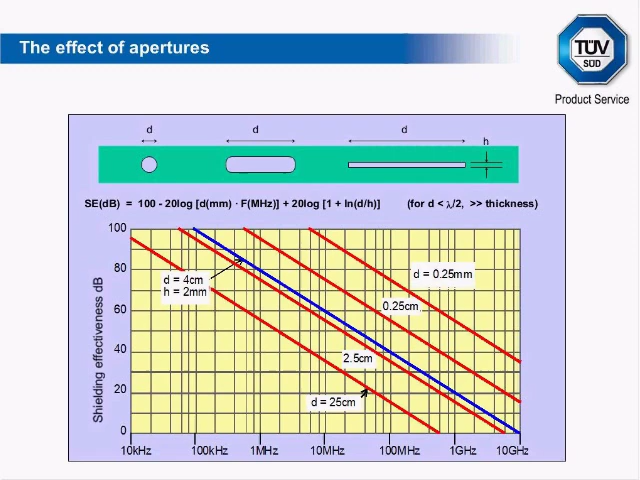 The effect of apertures
TÜV
SÜD
Product Service
d
d
d
h
SE(dB) = 100 - 20log [d(mm) · F(MHz)] + 20log [1 + ln(d/h)] (for d < λ/2, >> thickness)
Shielding effectiveness dB
100
80
60
40
20
0
d = 4cm
h = 2mm
d = 0.25mm
0.25cm
2.5cm
d = 25cm
10kHz
100kHz
1MHz
10MHz
100MHz
1GHz
10GHz